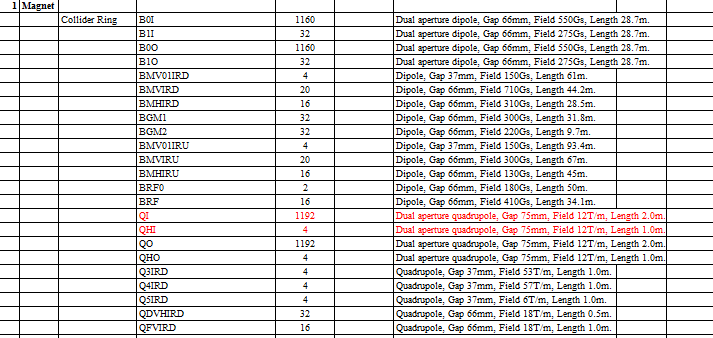 1 Magnet
Collider Ring B0I 1160 Dual aperture dipole, Gap 66mm, Field 550Gs, Length 28.7m.
B1I 32 Dual aperture dipole, Gap 66mm, Field 275Gs, Length 28.7m.
B0O 1160 Dual aperture dipole, Gap 66mm, Field 550Gs, Length 28.7m.
B1O 32 Dual aperture dipole, Gap 66mm, Field 275Gs, Length 28.7m.
BMV01IRD 4 Dipole, Gap 37mm, Field 150Gs, Length 61m.
BMVIRD 20 Dipole, Gap 66mm, Field 710Gs, Length 44.2m.
BMHIRD 16 Dipole, Gap 66mm, Field 310Gs, Length 28.5m.
BGM1 32 Dipole, Gap 66mm, Field 300Gs, Length 31.8m.
BGM2 32 Dipole, Gap 66mm, Field 220Gs, Length 9.7m.
BMV01IRU 4 Dipole, Gap 37mm, Field 150Gs, Length 93.4m.
BMVIRU 20 Dipole, Gap 66mm, Field 300Gs, Length 67m.
BMHIRU 16 Dipole, Gap 66mm, Field 130Gs, Length 45m.
BRF0 2 Dipole, Gap 66mm, Field 180Gs, Length 50m.
BRF 16 Dipole, Gap 66mm, Field 410Gs, Length 34.1m.
QI 1192 Dual aperture quadrupole, Gap 75mm, Field 12T/m, Length 2.0m.
QHI 4 Dual aperture quadrupole, Gap 75mm, Field 12T/m, Length 1.0m.
QO 1192 Dual aperture quadrupole, Gap 75mm, Field 12T/m, Length 2.0m.
QHO 4 Dual aperture quadrupole, Gap 75mm, Field 12T/m, Length 1.0m.
Q3IRD 4 Quadrupole, Gap 37mm, Field 53T/m, Length 1.0m.
Q4IRD 4 Quadrupole, Gap 37mm, Field 57T/m, Length 1.0m.
Q5IRD 4 Quadrupole, Gap 37mm, Field 6T/m, Length 1.0m.
QDVHIRD 32 Quadrupole, Gap 66mm, Field 18T/m, Length 0.5m.
QFVIRD 16 Quadrupole, Gap 66mm, Field 18T/m, Length 1.0m.